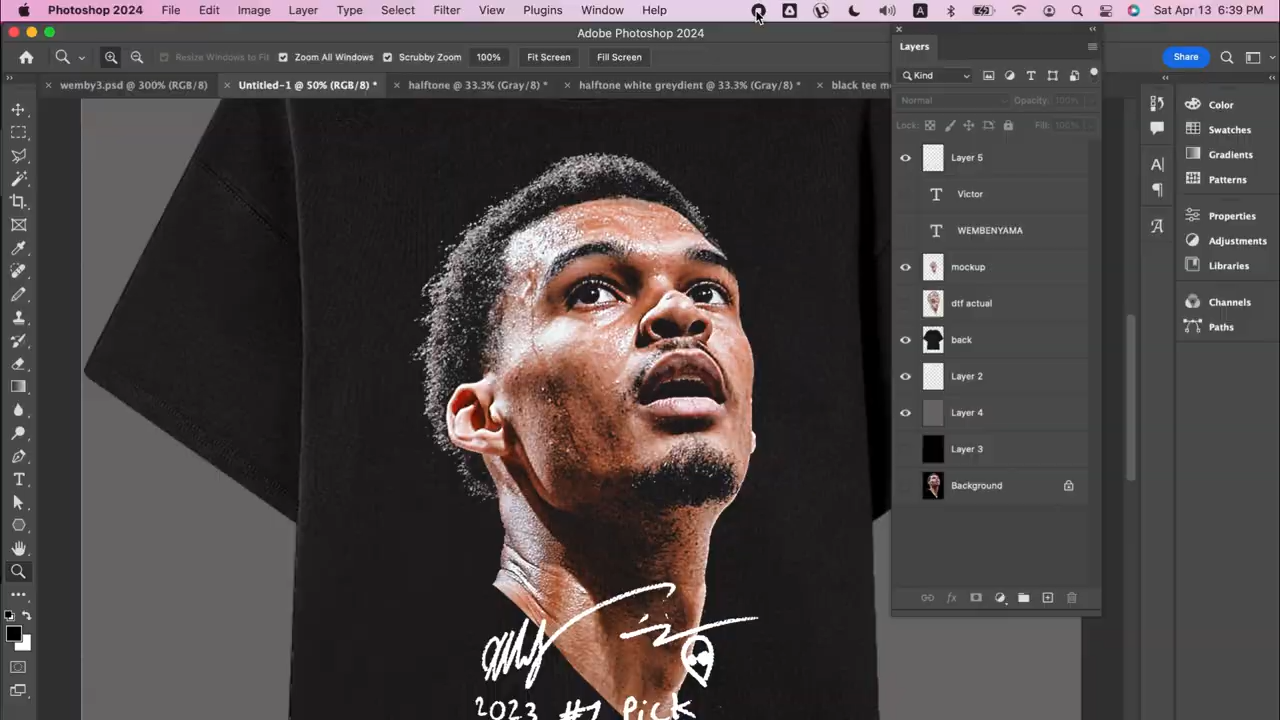 Photoshop 2024 File Edit Image Layer Type Select Filter Plugins Window Help A Sat Apr 13 6:39 PM
Adobe Photoshop 2024
Resize Windows to Fit Zoom All Windows Scrubby Zoom 100% Fit Screen Fill Screen Share
wemby3.psd @ 300% (RGB/8) Untitled-1 @ 50% (RGB/8) * halftone @ 33.3% (Gray/8) * halftone white greydient @ 33.3% (Gray/8) * black tee
Layers
Kind
Normal Opacity: 100%
Lock: Fill: 100%
Layer 5
Victor
WEMBENYAMA
mockup
dtf actual
back
Layer 2
Layer 4
Layer 3
Background
Color
Swatches
Gradients
Patterns
Properties
Adjustments
Libraries
Channels
Paths
2023 #1 Pick